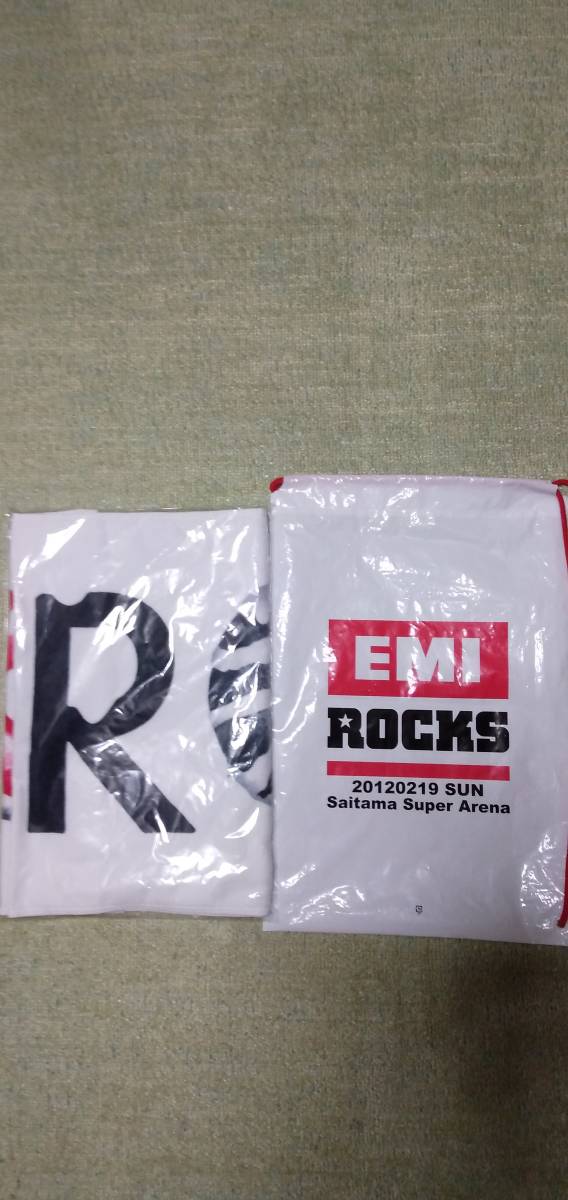 R
EMI
ROCKS
20120219 SUN
Saitama Super Arena